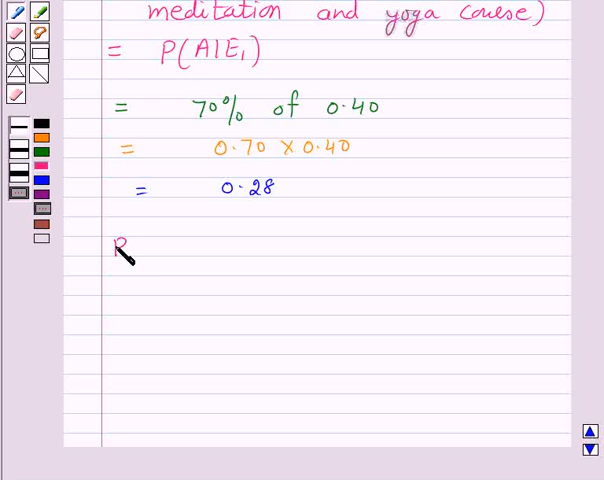 meditation and yoga course)
= P(A|E₁)
= 70% of 0.40
= 0.70 × 0.40
= 0.28
P